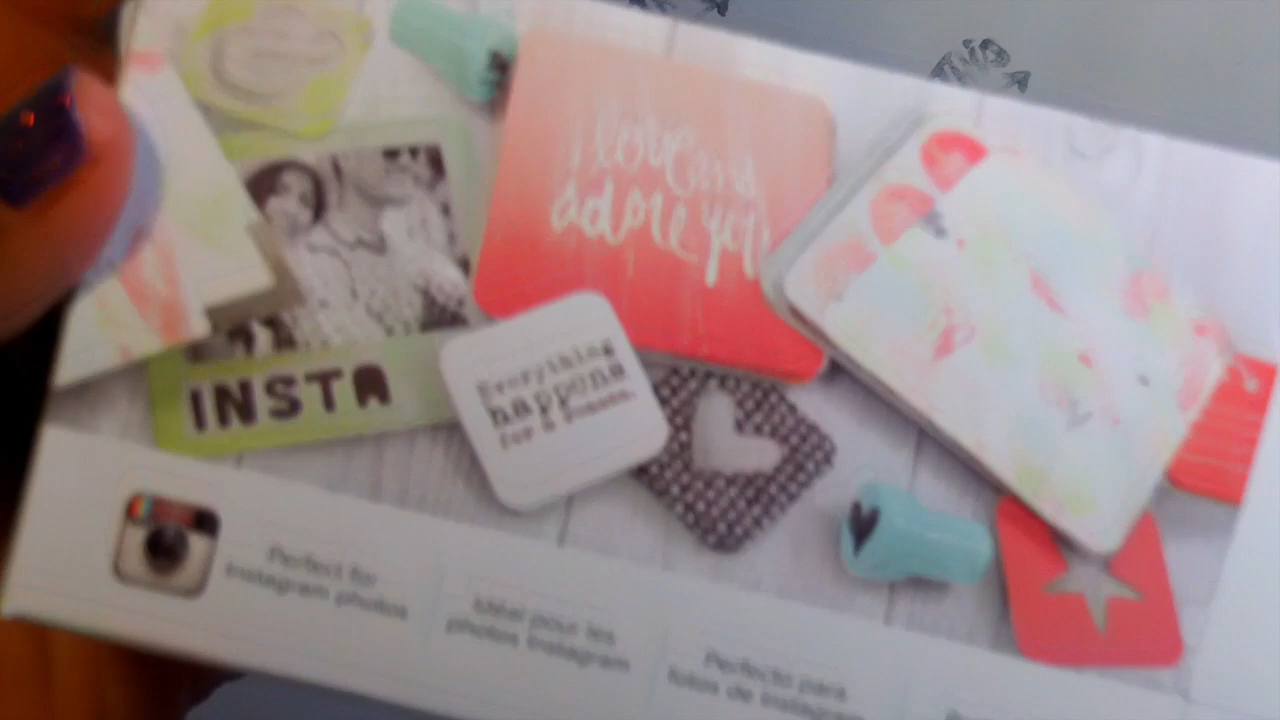 I love and
adore you
INSTA
Everything
happens
for a reason.
Perfect for
Instagram photos
Idéal pour les
photos Instagram
Perfecto para
fotos de Instagram